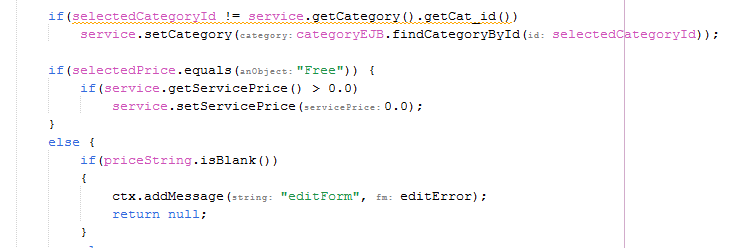 if(selectedCategoryId != service.getCategory().getCat_id())
service.setCategory(category: categoryEJB.findCategoryById(id: selectedCategoryId));
if(selectedPrice.equals(anObject: "Free")) {
if(service.getServicePrice() > 0.0)
service.setServicePrice(servicePrice: 0.0);
}
else {
if(priceString.isBlank())
{
ctx.addMessage(string: "editForm", fm: editError);
return null;
}